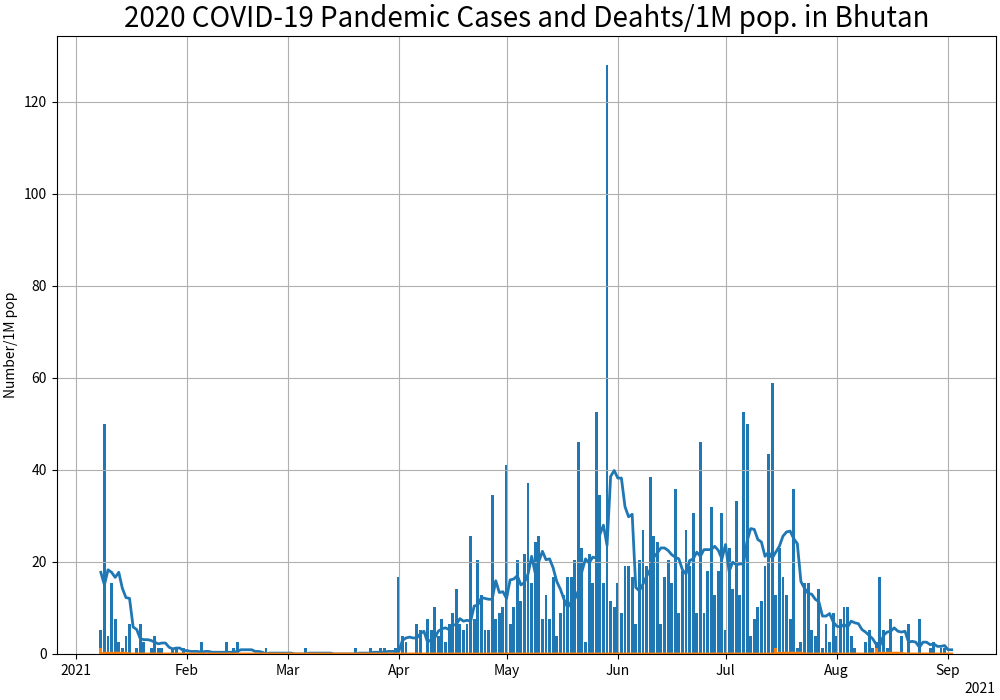 2020 COVID-19 Pandemic Cases and Deahts/1M pop. in Bhutan
Number/1M pop
120
100
80
60
40
20
0
2021 Feb Mar Apr May Jun Jul Aug Sep
2021